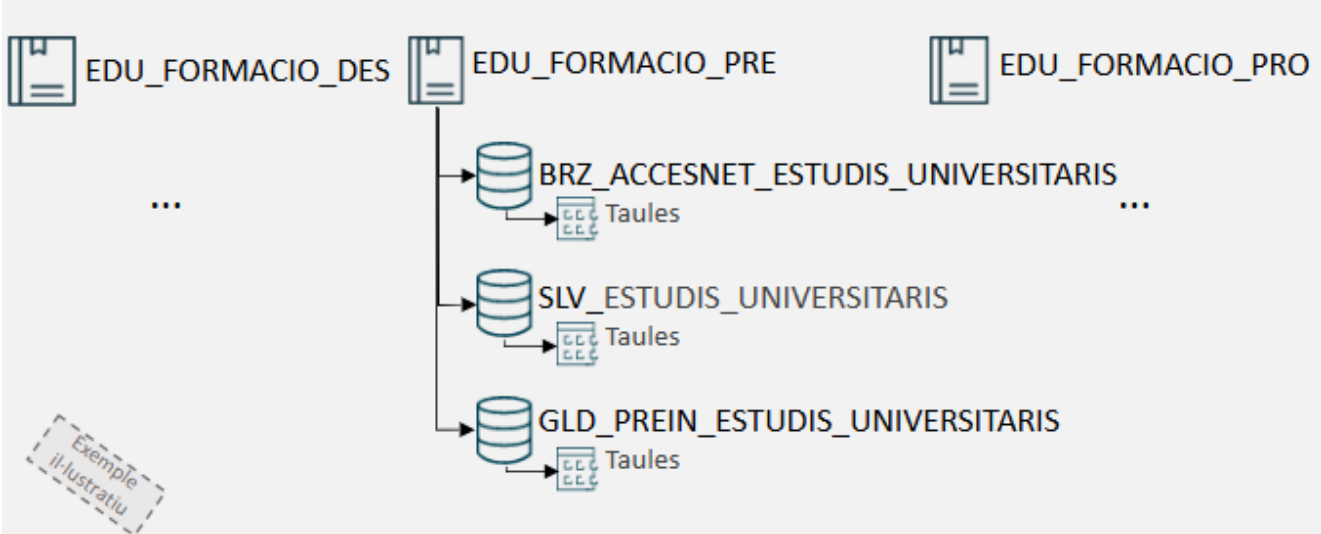 EDU_FORMACIO_DES
EDU_FORMACIO_PRE
EDU_FORMACIO_PRO
BRZ_ACCESNET_ESTUDIS_UNIVERSITARIS
Taules
...
...
SLV_ESTUDIS_UNIVERSITARIS
Taules
GLD_PREIN_ESTUDIS_UNIVERSITARIS
Taules
Exemple
il·lustratiu